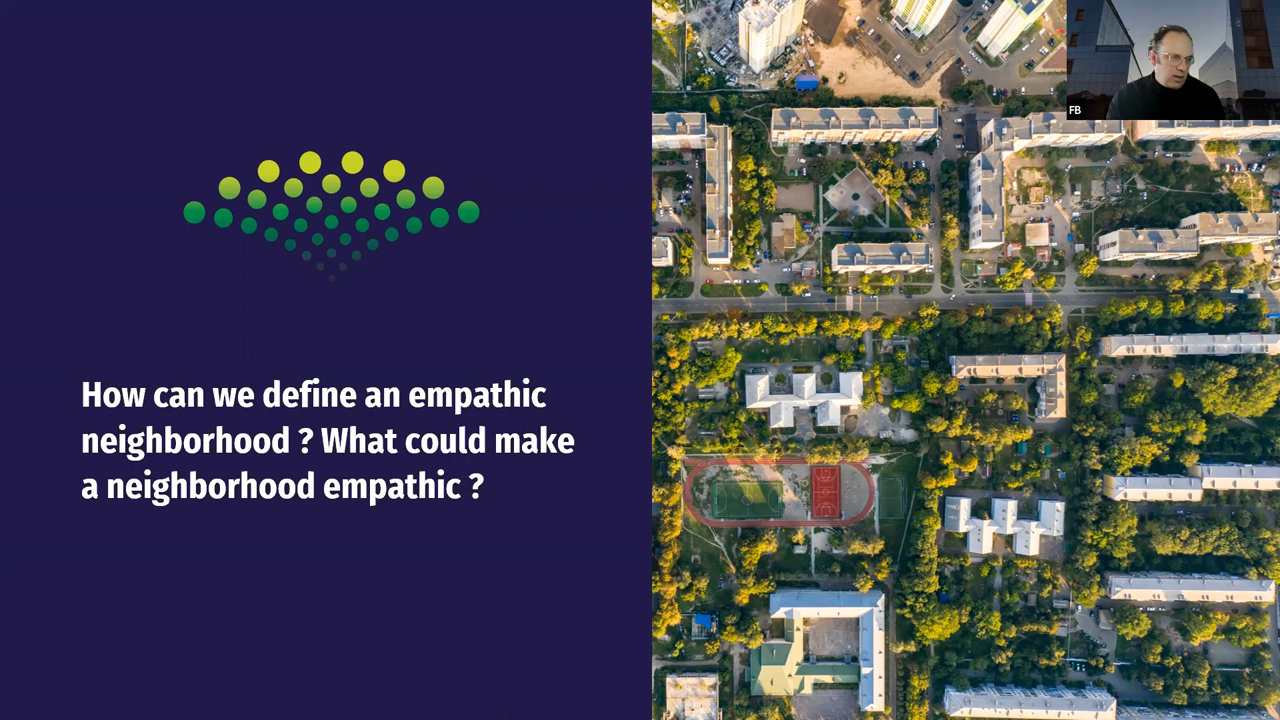 How can we define an empathic
neighborhood ? What could make
a neighborhood empathic ?
FB